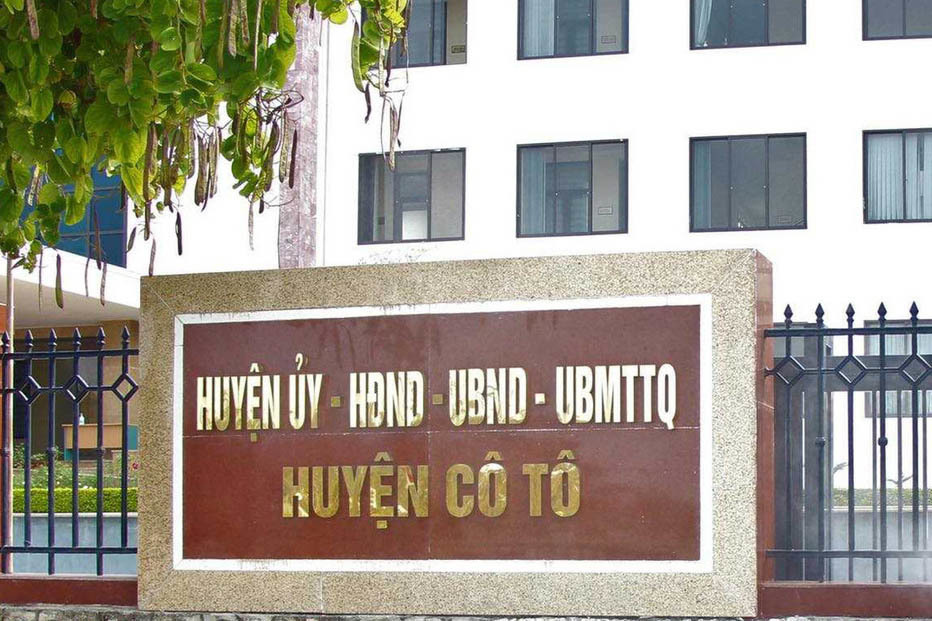 HUYỆN ỦY - HĐND - UBND - UBMTTQ
HUYỆN CÔ TÔ